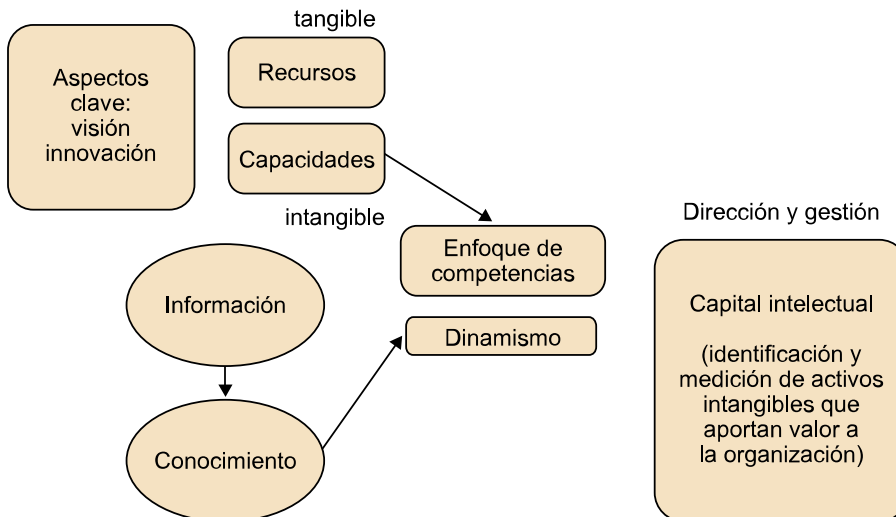 tangible
Aspectos
clave:
visión
innovación
Recursos
Capacidades
intangible
Enfoque de
competencias
Dinamismo
Información
Conocimiento
Dirección y gestión
Capital intelectual
(identificación y
medición de activos
intangibles que
aportan valor a
la organización)